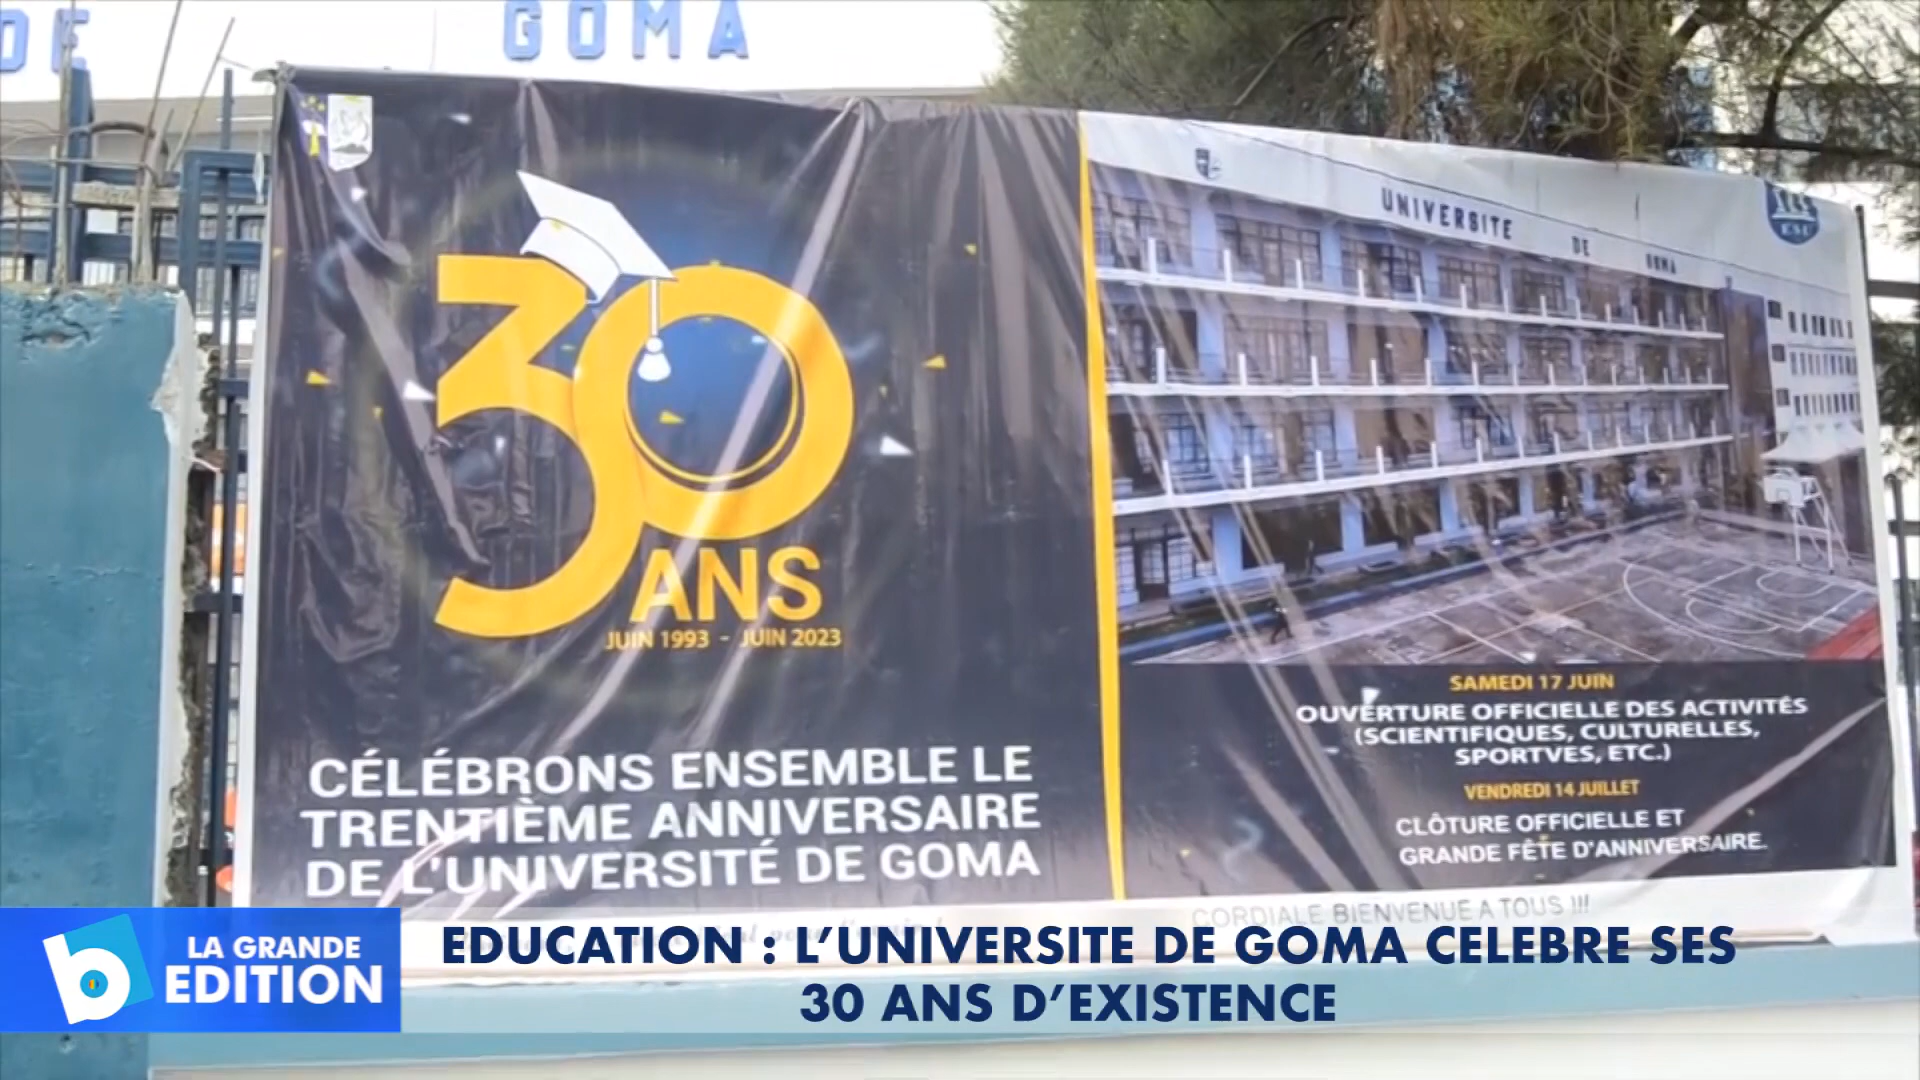 DE GOMA
UNIVERSITE DE GOMA
ESU
30
ANS
JUIN 1993 - JUIN 2023
CÉLÉBRONS ENSEMBLE LE
TRENTIÈME ANNIVERSAIRE
DE L'UNIVERSITÉ DE GOMA
SAMEDI 17 JUIN
OUVERTURE OFFICIELLE DES ACTIVITÉS
(SCIENTIFIQUES, CULTURELLES,
SPORTVES, ETC.)
VENDREDI 14 JUILLET
CLÔTURE OFFICIELLE ET
GRANDE FÊTE D'ANNIVERSAIRE.
CORDIALE BIENVENUE A TOUS !!!
b LA GRANDE
EDITION
EDUCATION : L'UNIVERSITE DE GOMA CELEBRE SES
30 ANS D'EXISTENCE